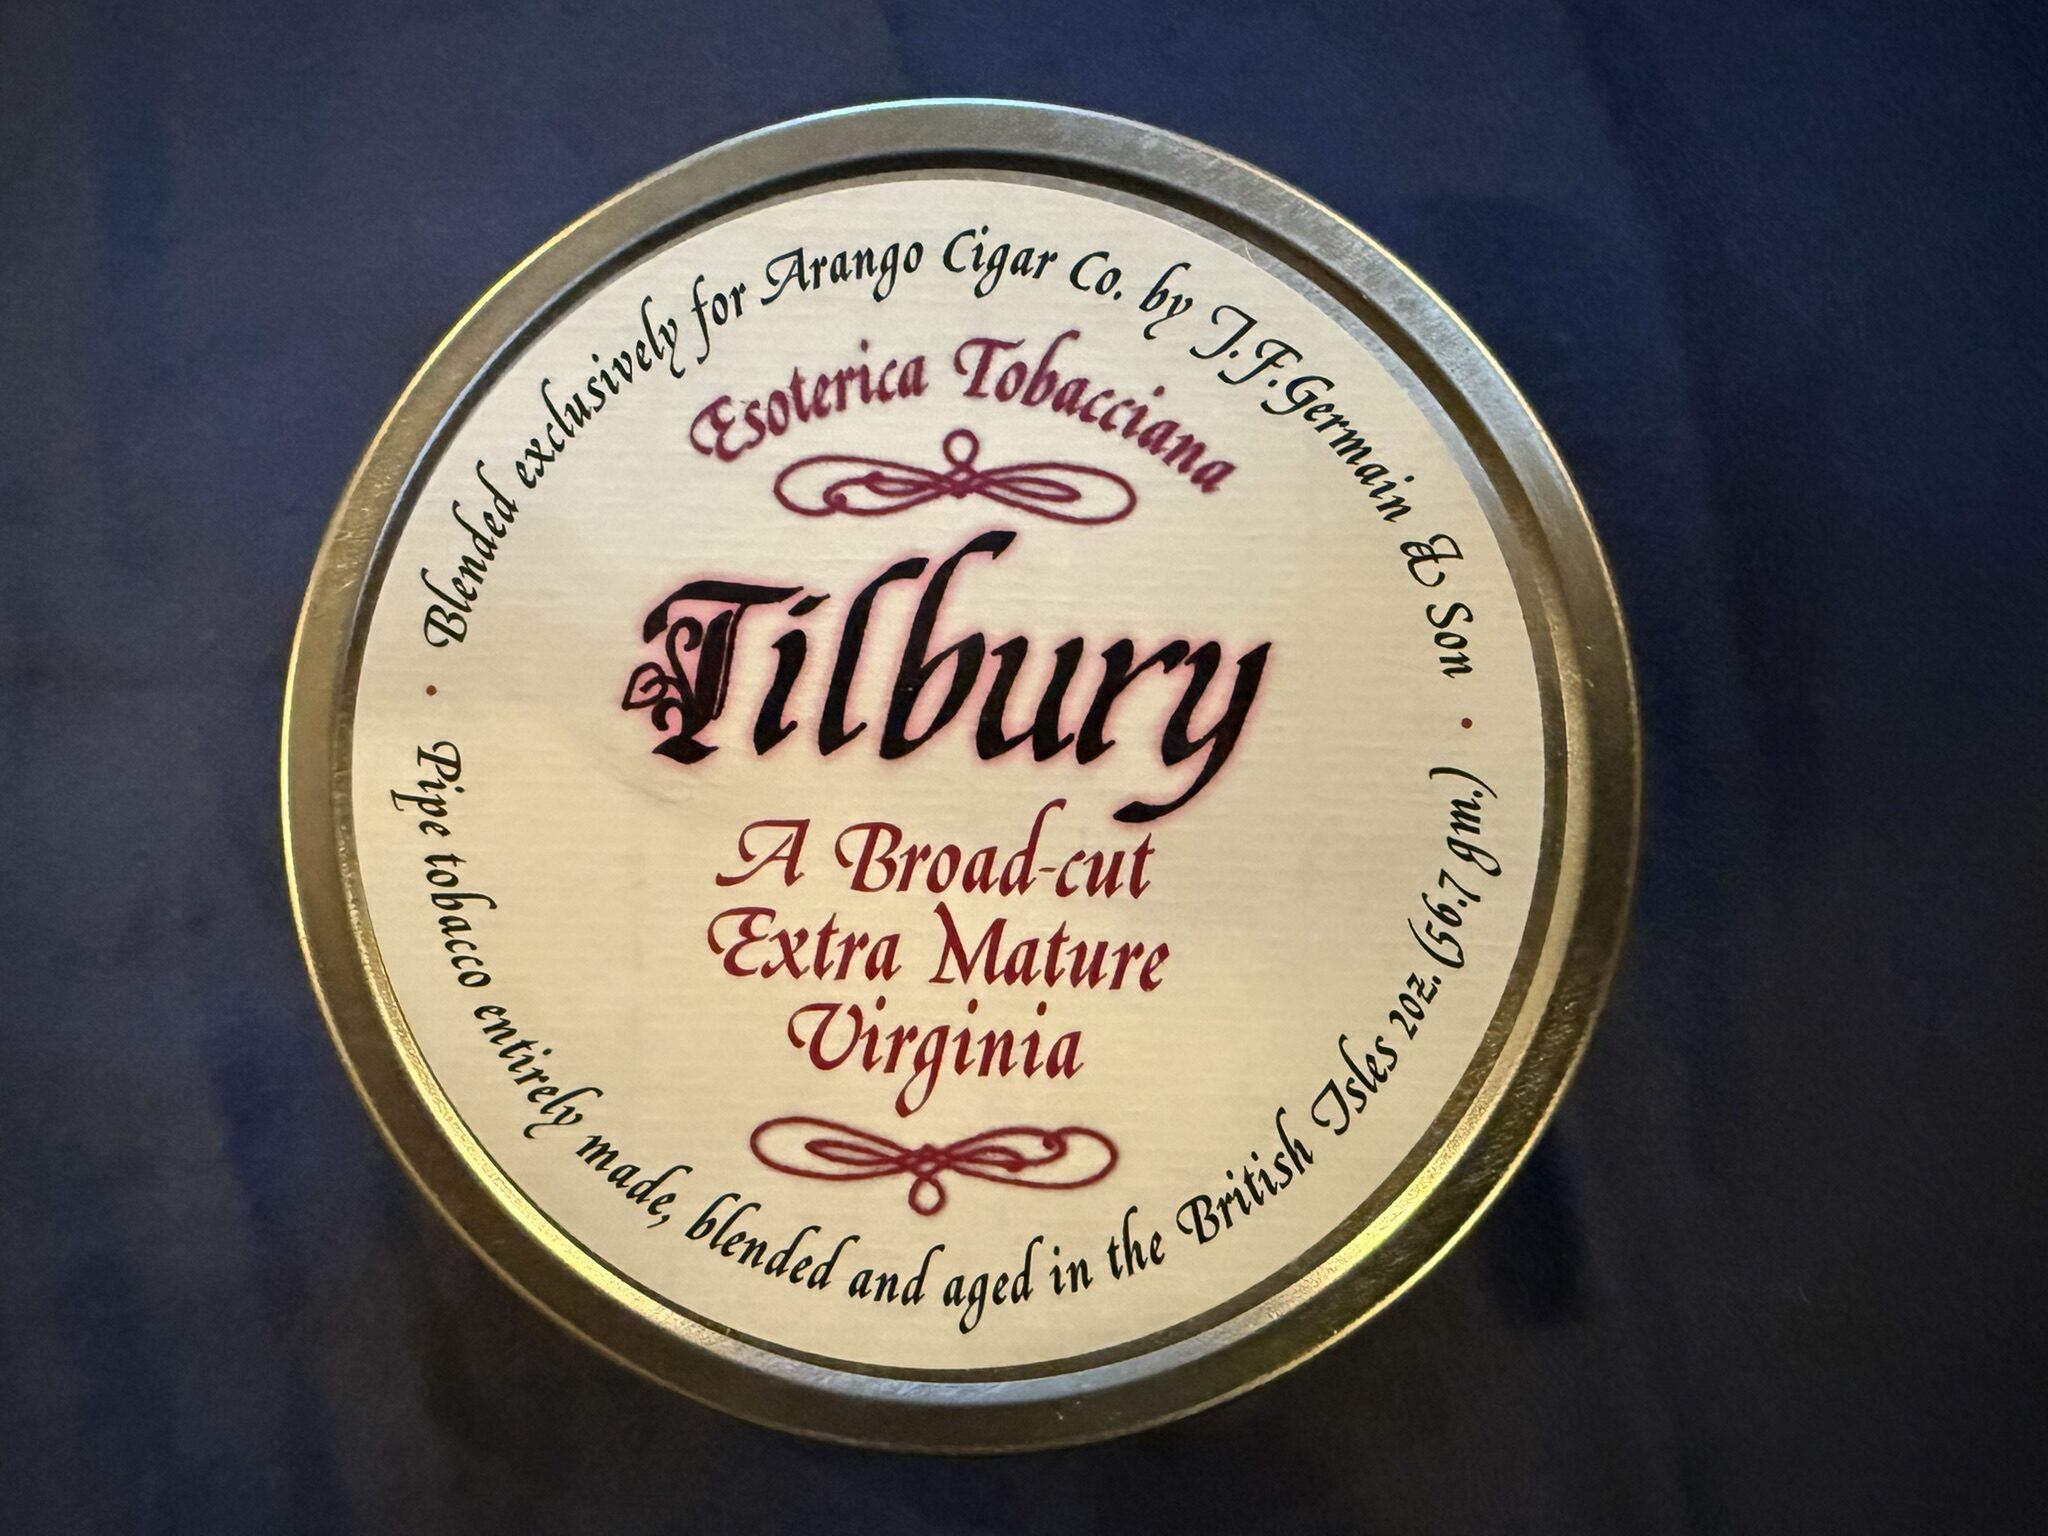 Blended exclusively for Arango Cigar Co. by J.F.Germain & Son
Esoterica Tobacciana
Tilbury
A Broad-cut
Extra Mature
Virginia
Pipe tobacco entirely made, blended and aged in the British Isles 2oz. (56.7 gm.)